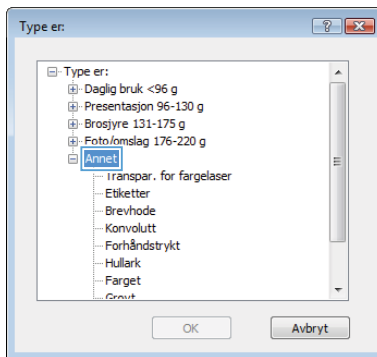 Type er:
Type er:
Daglig bruk <96 g
Presentasjon 96-130 g
Brosjyre 131-175 g
Foto/omslag 176-220 g
Annet
Transpar. for fargelaser
Etiketter
Brevhode
Konvolutt
Forhåndstrykt
Hullark
Farget
Grovt
OK
Avbryt